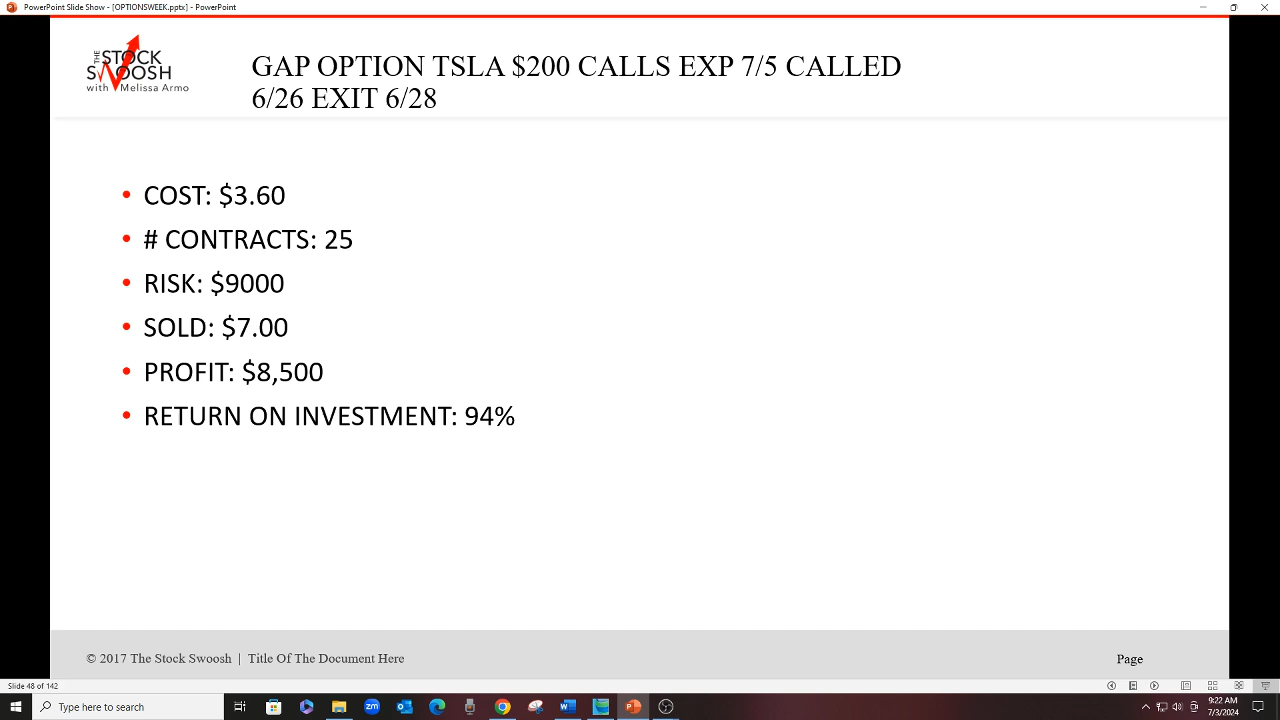 PowerPoint Slide Show - [OPTIONSWEEK.pptx] - PowerPoint
THE
STOCK
SWOOSH
with Melissa Armo
GAP OPTION TSLA $200 CALLS EXP 7/5 CALLED
6/26 EXIT 6/28
• COST: $3.60
• # CONTRACTS: 25
• RISK: $9000
• SOLD: $7.00
• PROFIT: $8,500
• RETURN ON INVESTMENT: 94%
© 2017 The Stock Swoosh | Title Of The Document Here
Page
Slide 48 of 142
Type here to search
zm
9:22 AM
7/3/2024